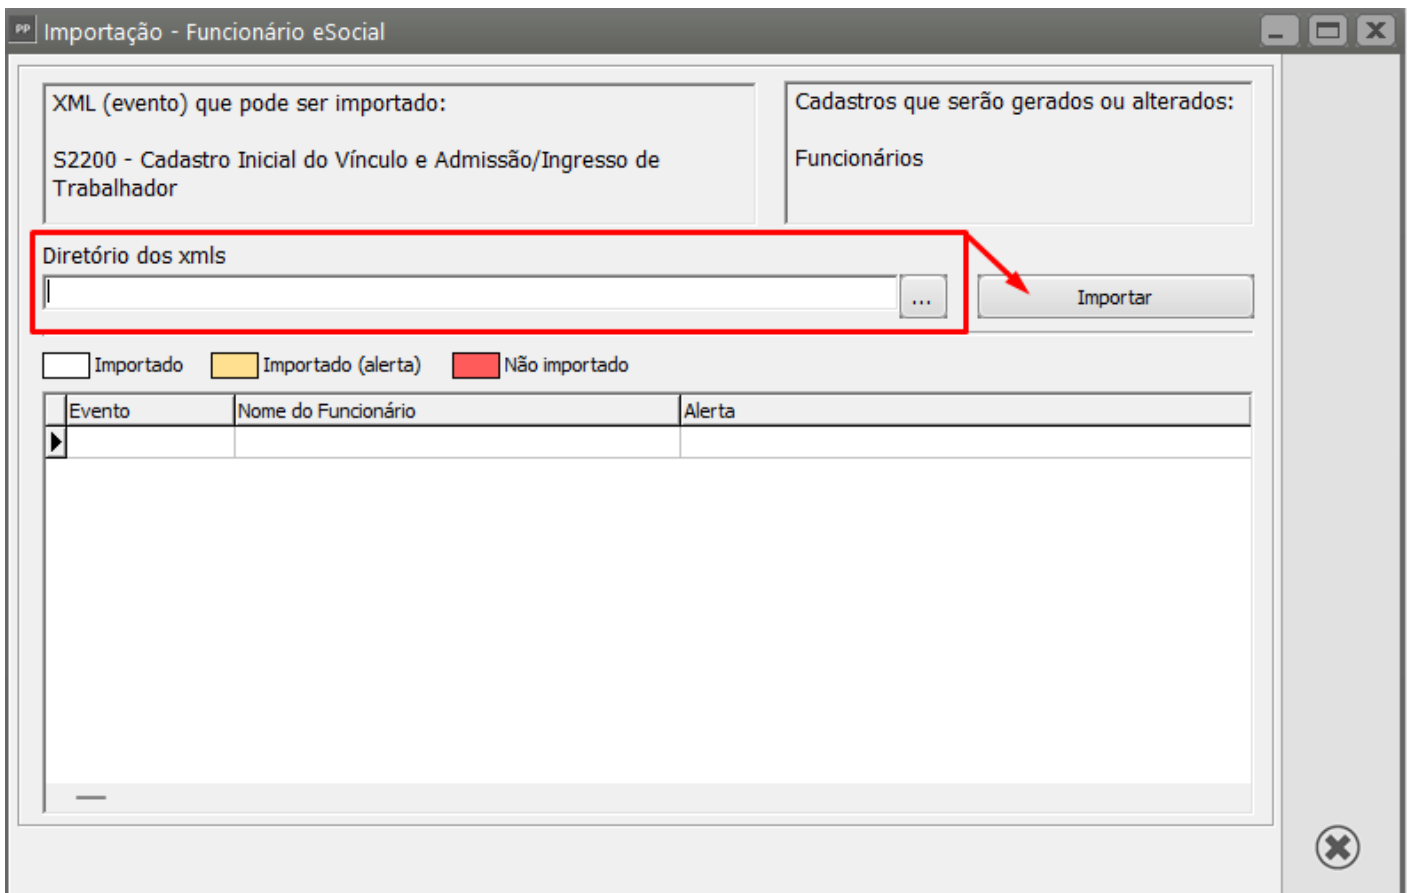 PP Importação - Funcionário eSocial
XML (evento) que pode ser importado:
S2200 - Cadastro Inicial do Vínculo e Admissão/Ingresso de
Trabalhador
Cadastros que serão gerados ou alterados:
Funcionários
Diretório dos xmls
...
Importar
Importado
Importado (alerta)
Não importado
Evento
Nome do Funcionário
Alerta